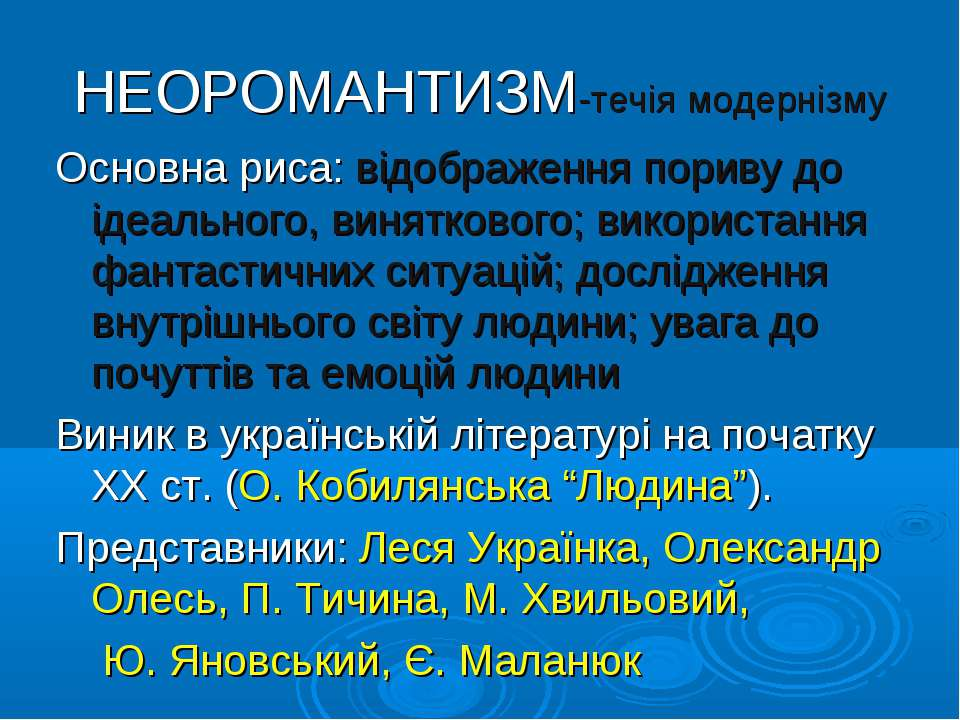 НЕОРОМАНТИЗМ-течія модернізму
Основна риса: відображення пориву до
ідеального, виняткового; використання
фантастичних ситуацій; дослідження
внутрішнього світу людини; увага до
почуттів та емоцій людини
Виник в українській літературі на початку
ХХ ст. (О. Кобилянська “Людина”).
Представники: Леся Українка, Олександр
Олесь, П. Тичина, М. Хвильовий,
Ю. Яновський, Є. Маланюк